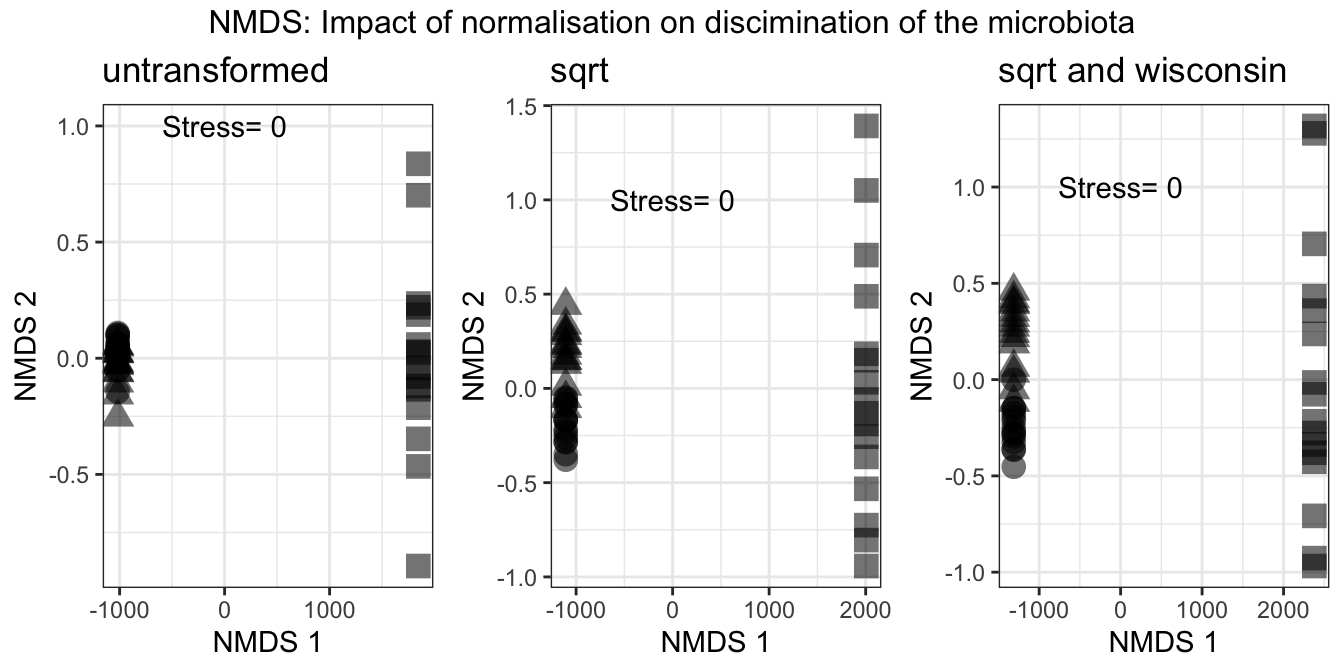 NMDS: Impact of normalisation on discimination of the microbiota
untransformed
sqrt
sqrt and wisconsin
Stress= 0
1.0
0.5
0.0
-0.5
NMDS 2
-1000
0
1000
NMDS 1
Stress= 0
1.5
1.0
0.5
0.0
-0.5
-1.0
NMDS 2
-1000
0
1000
2000
NMDS 1
Stress= 0
1.0
0.5
0.0
-0.5
-1.0
NMDS 2
-1000
0
1000
2000
NMDS 1